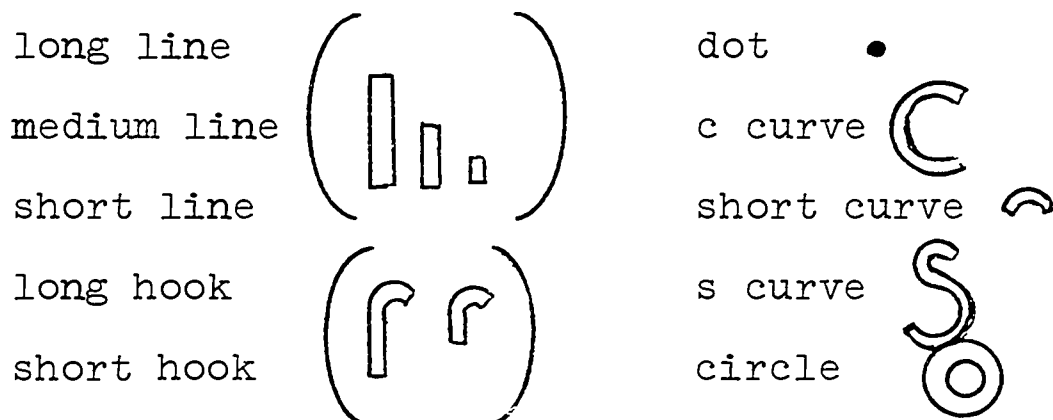 long line
medium line
short line
long hook
short hook
dot
c curve
short curve
s curve
circle